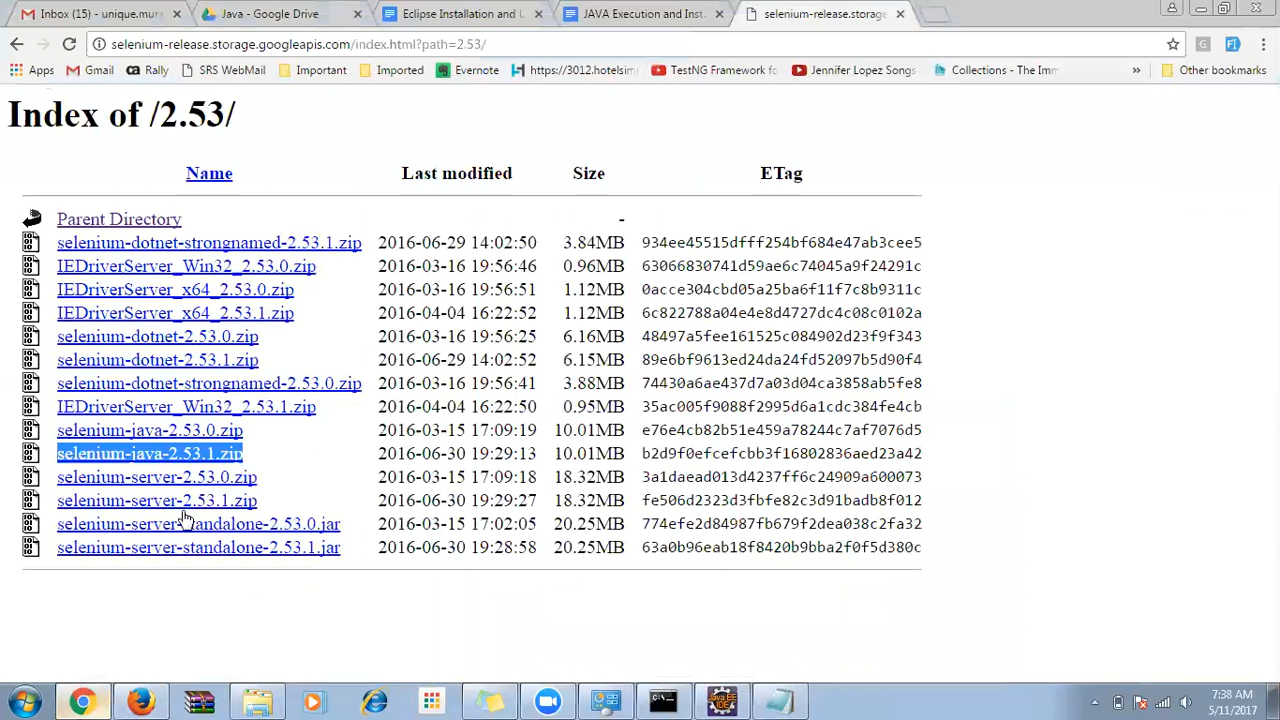 Inbox (15) - unique.mura
Java - Google Drive
Eclipse Installation and U
JAVA Execution and Inst
selenium-release.storage
selenium-release.storage.googleapis.com/index.html?path=2.53/
Apps
Gmail
Rally
SRS WebMail
Important
Imported
Evernote
https://3012.hotelsim
TestNG Framework fo
Jennifer Lopez Songs
Collections - The Imm
Other bookmarks
Index of /2.53/
Name Last modified Size ETag
Parent Directory -
selenium-dotnet-strongnamed-2.53.1.zip 2016-06-29 14:02:50 3.84MB 934ee45515dfff254bf684e47ab3cee5
IEDriverServer_Win32_2.53.0.zip 2016-03-16 19:56:46 0.96MB 63066830741d59ae6c74045a9f24291c
IEDriverServer_x64_2.53.0.zip 2016-03-16 19:56:51 1.12MB 0acce304cbd05a25ba6f11f7c8b9311c
IEDriverServer_x64_2.53.1.zip 2016-04-04 16:22:52 1.12MB 6c822788a04e4e8d4727dc4c08c0102a
selenium-dotnet-2.53.0.zip 2016-03-16 19:56:25 6.16MB 48497a5fee161525c084902d23f9f343
selenium-dotnet-2.53.1.zip 2016-06-29 14:02:52 6.15MB 89e6bf9613ed24da24fd52097b5d90f4
selenium-dotnet-strongnamed-2.53.0.zip 2016-03-16 19:56:41 3.88MB 74430a6ae437d7a03d04ca3858ab5fe8
IEDriverServer_Win32_2.53.1.zip 2016-04-04 16:22:50 0.95MB 35ac005f9088f2995d6a1cdc384fe4cb
selenium-java-2.53.0.zip 2016-03-15 17:09:19 10.01MB e76e4cb82b51e459a78244c7af7076d5
selenium-java-2.53.1.zip 2016-06-30 19:29:13 10.01MB b2d9f0efcefcbb3f16802836aed23a42
selenium-server-2.53.0.zip 2016-03-15 17:09:18 18.32MB 3a1daead013d4237ff6c24909a600073
selenium-server-2.53.1.zip 2016-06-30 19:29:27 18.32MB fe506d2323d3fbfe82c3d91badb8f012
selenium-server-standalone-2.53.0.jar 2016-03-15 17:02:05 20.25MB 774efe2d84987fb679f2dea038c2fa32
selenium-server-standalone-2.53.1.jar 2016-06-30 19:28:58 20.25MB 63a0b96eab18f8420b9bba2f0f5d380c
Java EE
IDE
7:38 AM
5/11/2017